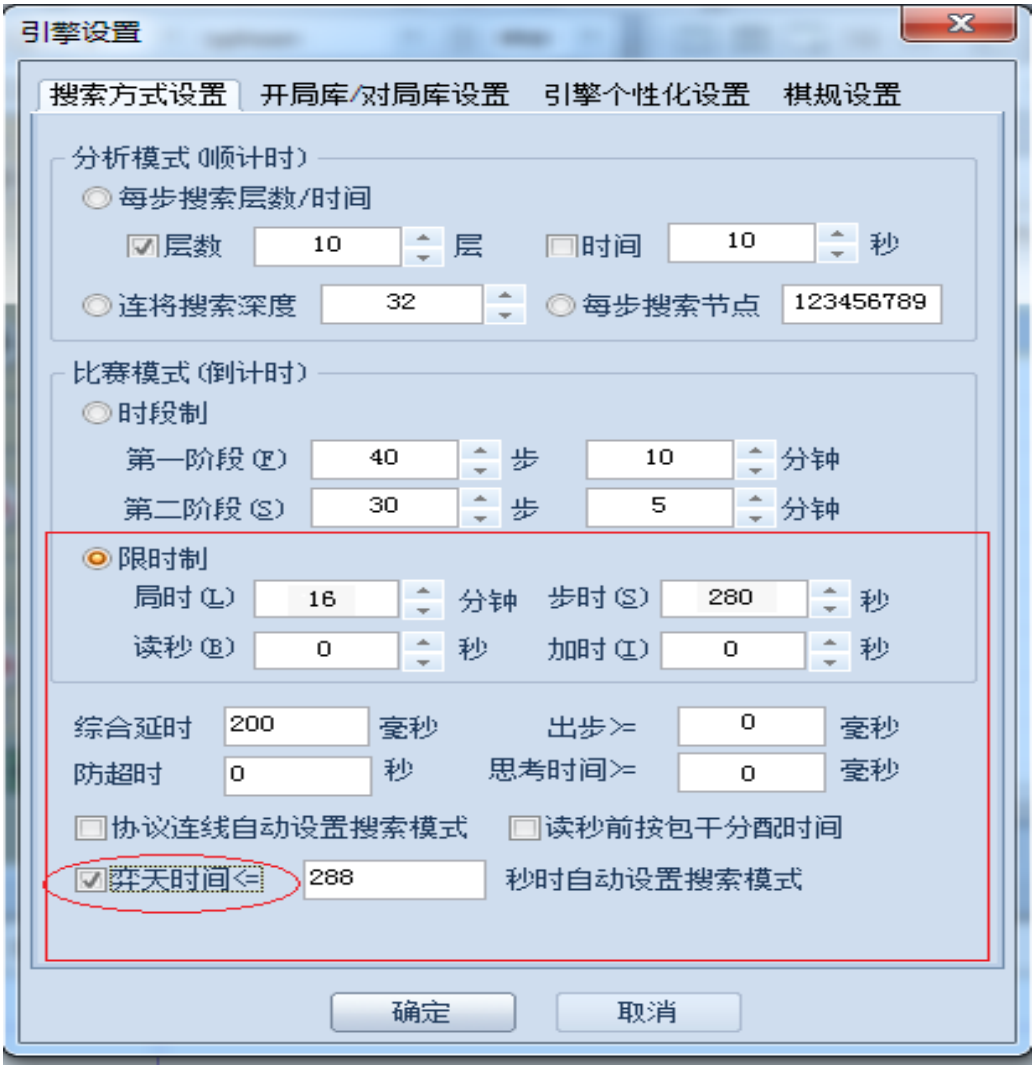 引擎设置
搜索方式设置 开局库/对局库设置 引擎个性化设置 棋规设置
分析模式(顺计时)
每步搜索层数/时间
层数 10 层 时间 10 秒
连将搜索深度 32 每步搜索节点 123456789
比赛模式(倒计时)
时段制
第一阶段(F) 40 步 10 分钟
第二阶段(S) 30 步 5 分钟
限时制
局时(L) 16 分钟 步时(S) 280 秒
读秒(B) 0 秒 加时(I) 0 秒
综合延时 200 毫秒 出步>= 0 毫秒
防超时 0 秒 思考时间>= 0 毫秒
协议连线自动设置搜索模式 读秒前按包干分配时间
弈天时间<= 288 秒时自动设置搜索模式
确定 取消